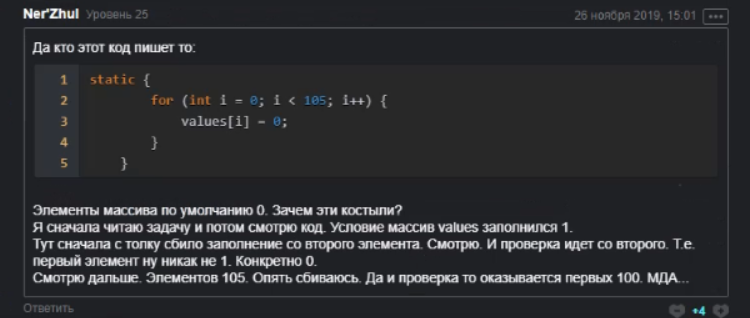 Ner'Zhul Уровень 25 26 ноября 2019, 15:01
Да кто этот код пишет то:
1 static {
2 for (int i = 0; i < 105; i++) {
3 values[i] = 0;
4 }
5 }
Элементы массива по умолчанию 0. Зачем эти костыли?
Я сначала читаю задачу и потом смотрю код. Условие массив values заполнился 1.
Тут сначала с толку сбило заполнение со второго элемента. Смотрю. И проверка идет со второго. Т.е.
первый элемент ну никак не 1. Конкретно 0.
Смотрю дальше. Элементов 105. Опять сбиваюсь. Да и проверка то оказывается первых 100. МДА...
Ответить +4